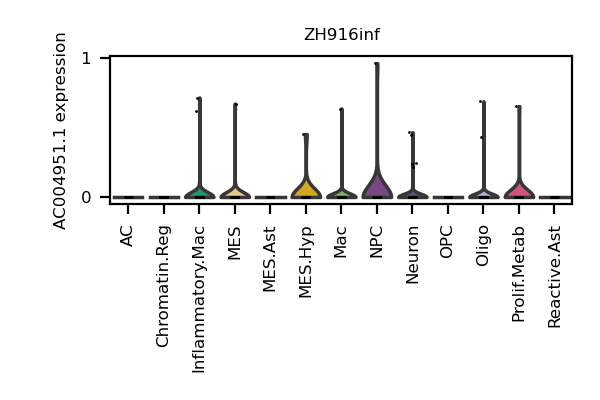 ZH916inf
AC004951.1 expression
1
0
AC
Chromatin.Reg
Inflammatory.Mac
MES
MES.Ast
MES.Hyp
Mac
NPC
Neuron
OPC
Oligo
Prolif.Metab
Reactive.Ast